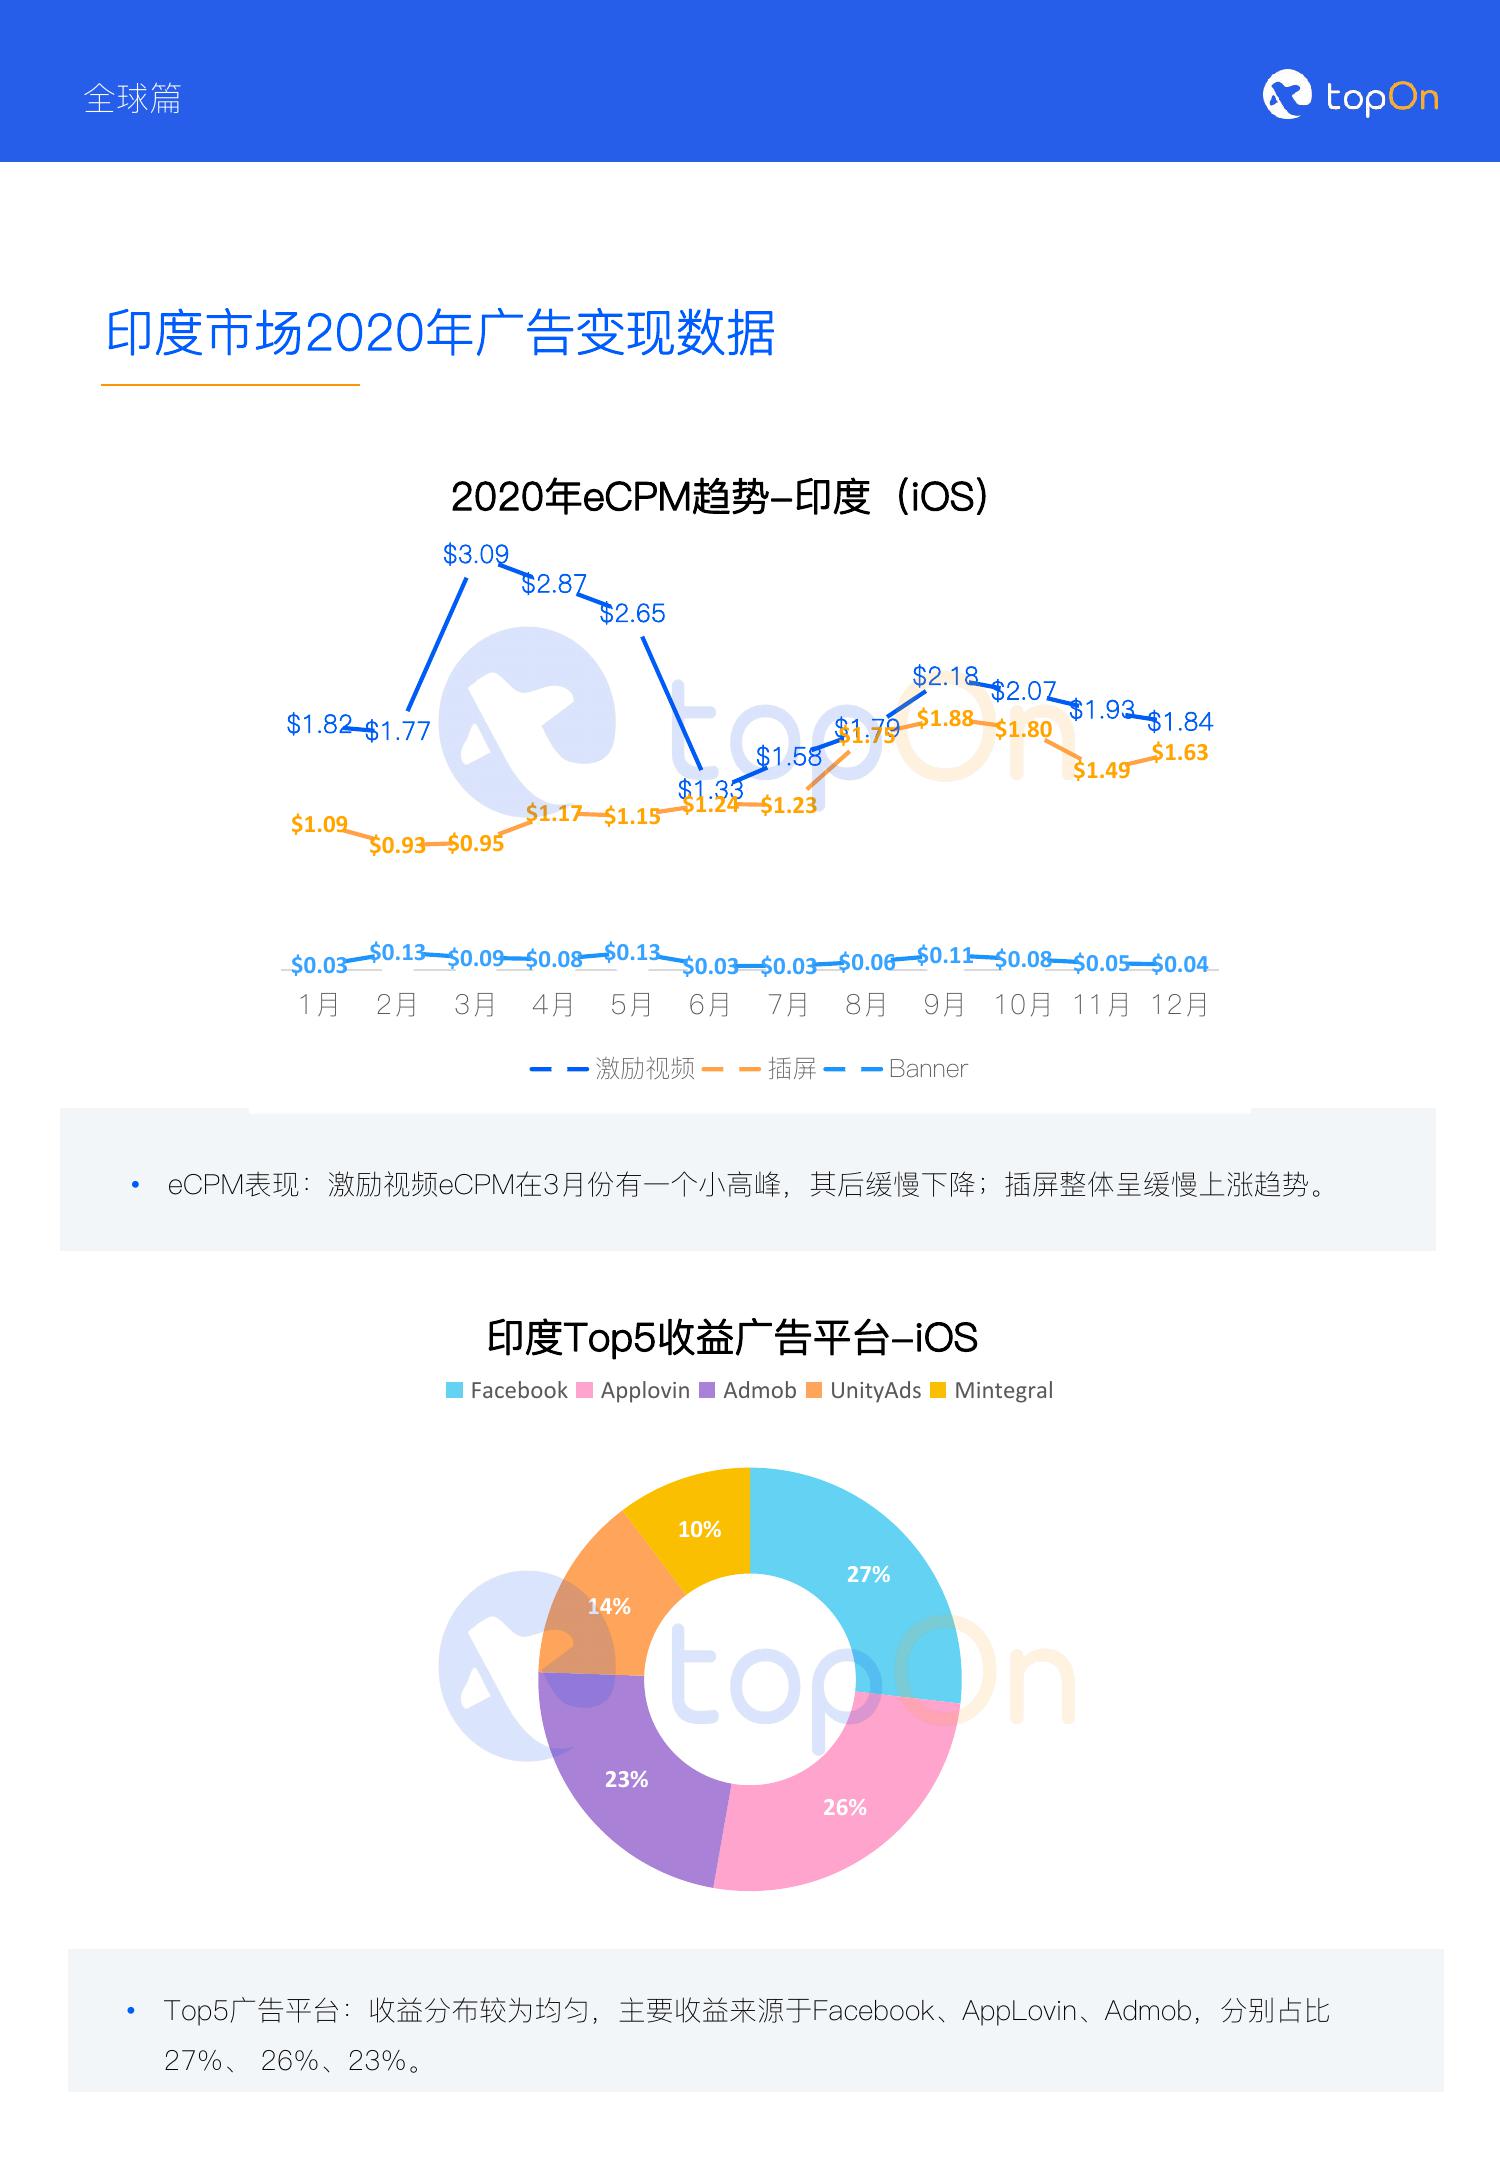 全球篇
topOn
印度市场2020年广告变现数据
2020年eCPM趋势-印度（iOS）
$3.09
$2.87
$2.65
$2.18
$2.07
$1.93
$1.84
$1.82
$1.77
$1.79
$1.58
$1.33
$1.88
$1.80
$1.75
$1.63
$1.49
$1.24
$1.23
$1.17
$1.15
$1.09
$0.93
$0.95
$0.03 $0.13 $0.09 $0.08 $0.13 $0.03 $0.03 $0.06 $0.11 $0.08 $0.05 $0.04
1月 2月 3月 4月 5月 6月 7月 8月 9月 10月 11月 12月
激励视频 插屏 Banner
topOn
• eCPM表现：激励视频eCPM在3月份有一个小高峰，其后缓慢下降；插屏整体呈缓慢上涨趋势。
印度Top5收益广告平台-iOS
Facebook Applovin Admob UnityAds Mintegral
10%
27%
14%
23%
26%
topOn
• Top5广告平台：收益分布较为均匀，主要收益来源于Facebook、AppLovin、Admob，分别占比
27%、 26%、23%。